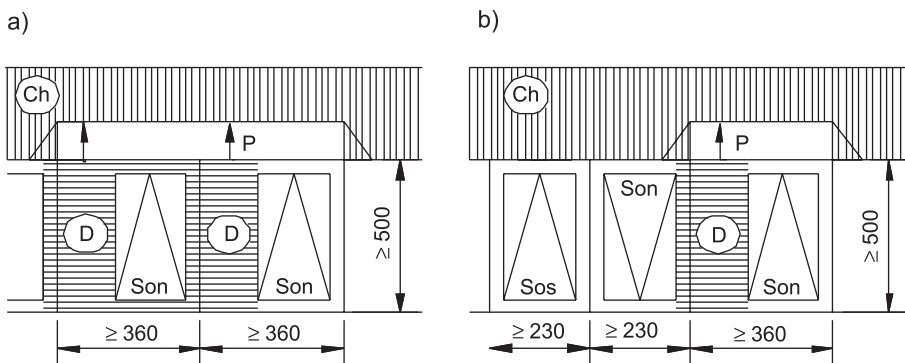 a)
Ch
P
D
D
Son
Son
≥ 500
≥ 360
≥ 360
b)
Ch
P
Son
D
Sos
Son
≥ 500
≥ 230
≥ 230
≥ 360